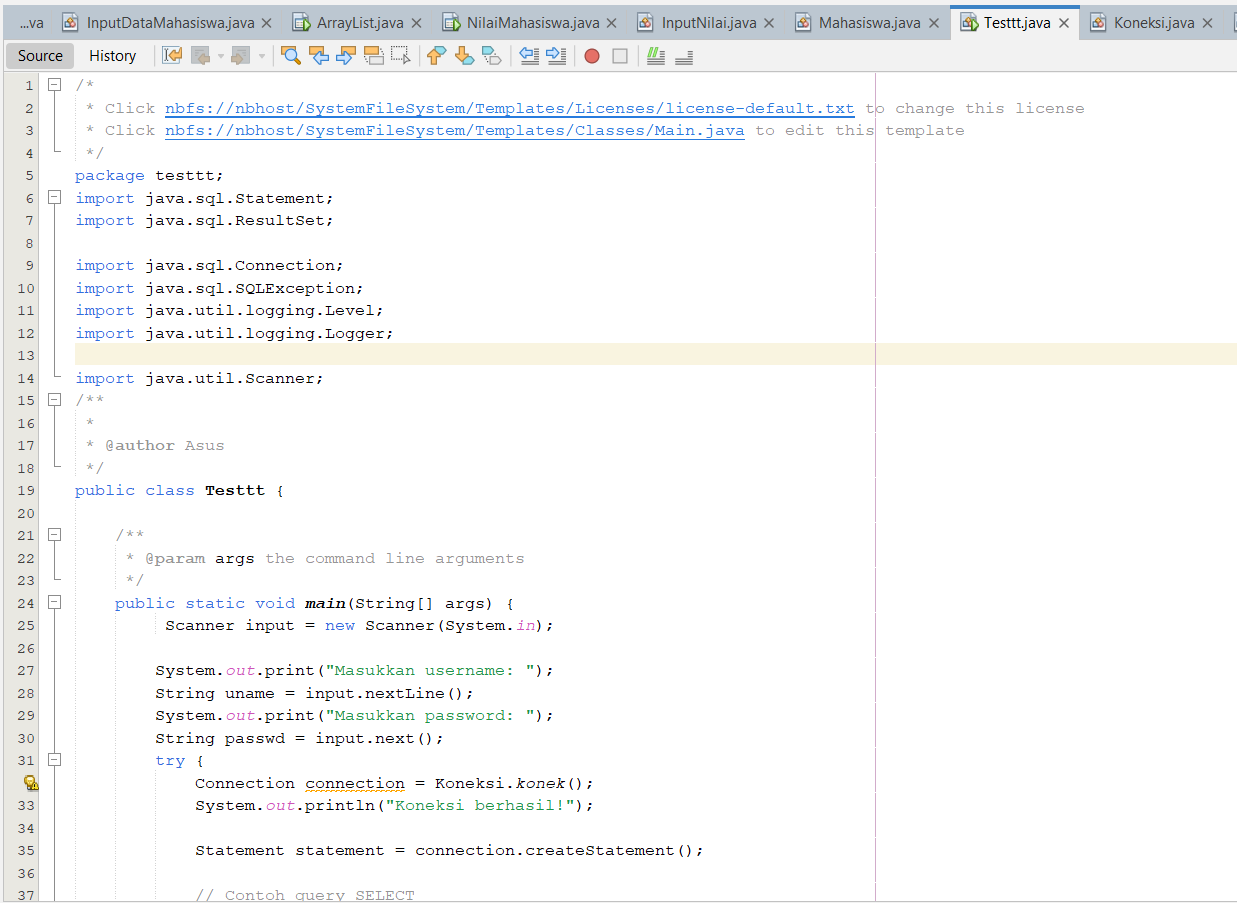 ...va InputDataMahasiswa.java ArrayList.java NilaiMahasiswa.java InputNilai.java Mahasiswa.java Testtt.java Koneksi.java
Source History
1 /*
2 * Click nbfs://nbhost/SystemFileSystem/Templates/Licenses/license-default.txt to change this license
3 * Click nbfs://nbhost/SystemFileSystem/Templates/Classes/Main.java to edit this template
4 */
5 package testtt;
6 import java.sql.Statement;
7 import java.sql.ResultSet;
8
9 import java.sql.Connection;
10 import java.sql.SQLException;
11 import java.util.logging.Level;
12 import java.util.logging.Logger;
13
14 import java.util.Scanner;
15 /**
16 *
17 * @author Asus
18 */
19 public class Testtt {
20
21 /**
22 * @param args the command line arguments
23 */
24 public static void main(String[] args) {
25 Scanner input = new Scanner(System.in);
26
27 System.out.print("Masukkan username: ");
28 String uname = input.nextLine();
29 System.out.print("Masukkan password: ");
30 String passwd = input.next();
31 try {
Connection connection = Koneksi.konek();
33 System.out.println("Koneksi berhasil!");
34
35 Statement statement = connection.createStatement();
36
37 // Contoh query SELECT